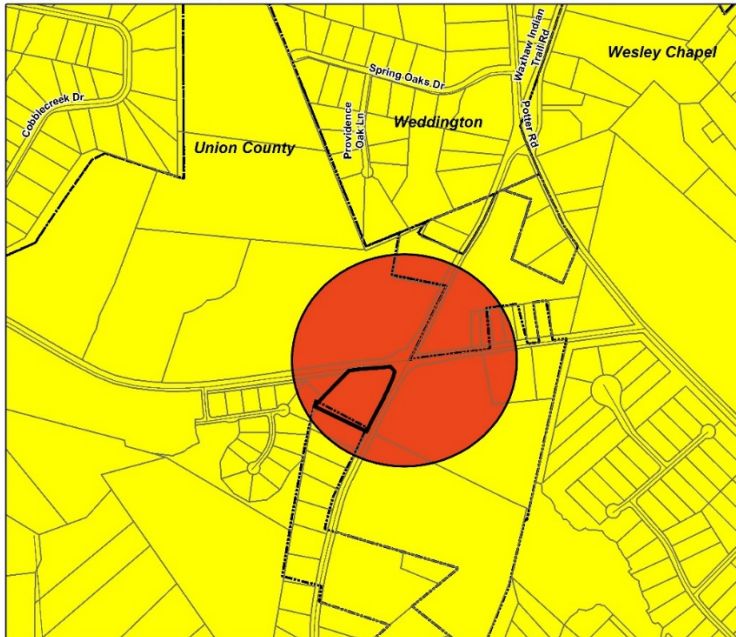 Cobblecreek Dr
Union County
Spring Oaks Dr
Providence
Oak Ln
Weddington
Waxhaw Indian
Trail Rd
Potter Rd
Wesley Chapel